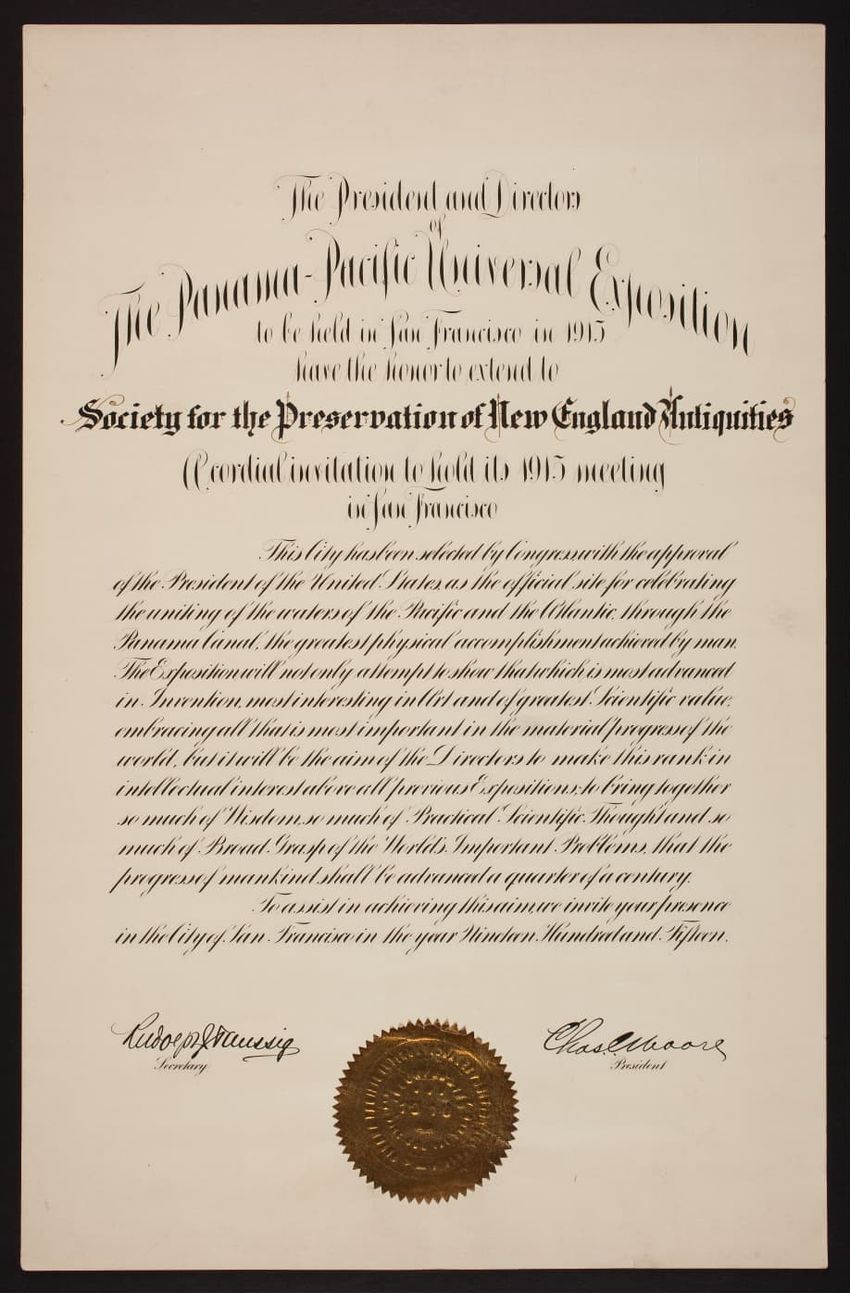 The President and Directors
of
The Panama-Pacific Universal Exposition
to be held in San Francisco in 1915
have the honor to extend to
Society for the Preservation of New England Antiquities
A cordial invitation to hold its 1915 meeting
in San Francisco
This City has been selected by Congress with the approval
of the President of the United States, as the official site for celebrating
the uniting of the waters of the Pacific and the Atlantic, through the
Panama Canal, the greatest physical accomplishment achieved by man.
The Exposition will not only attempt to show that which is most advanced
in Invention, most interesting in Art and of greatest Scientific value;
embracing all that is most important in the material progress of the
world, but it will be the aim of the Directors to make this rank in
intellectual interest above all previous Expositions; to bring together
so much of Wisdom, so much of Practical Scientific Thought and so
much of Broad Grasp of the World's Important Problems, that the
progress of mankind shall be advanced a quarter of a century.
To assist in achieving this aim, we invite your presence
in the City of San Francisco in the year Nineteen Hundred and Fifteen.
Rudolph J Taussig
Chas. C. Moore
Secretary
President